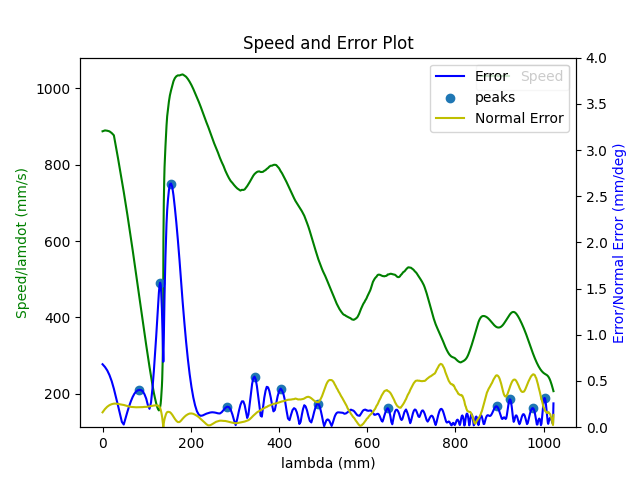 Speed and Error Plot
Speed/lamdot (mm/s)
1000
800
600
400
200
0 200 400 600 800 1000
lambda (mm)
4.0
3.5
3.0
2.5
2.0
1.5
1.0
0.5
0.0
Error/Normal Error (mm/deg)
Error
Speed
peaks
Normal Error